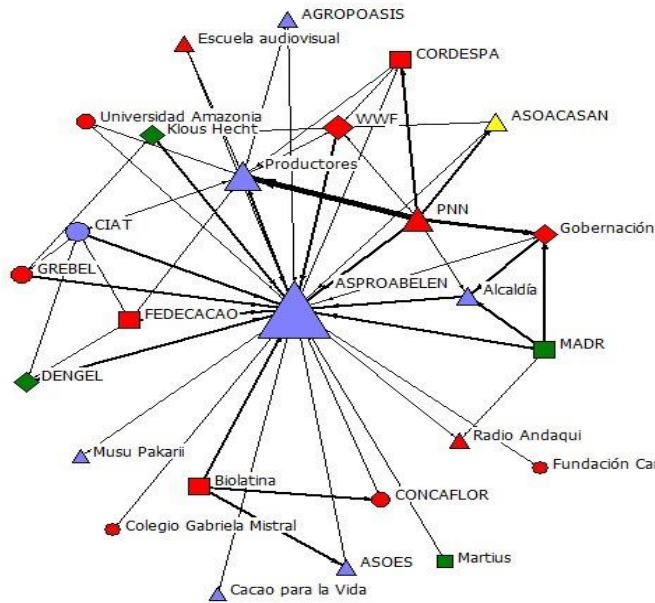 AGROPOASIS
Escuela audiovisual
CORDESPA
Universidad Amazonia
Klous Hecht
WWF
ASOACASAN
Productores
PNN
CIAT
Gobernación
GREBEL
ASPROABELEN
Alcaldía
FEDECACAO
MADR
DENGEL
Musu Pakarii
Radio Andaqui
Biolatina
Fundación Car
CONCAFLOR
Colegio Gabriela Mistral
ASOES
Martius
Cacao para la Vida